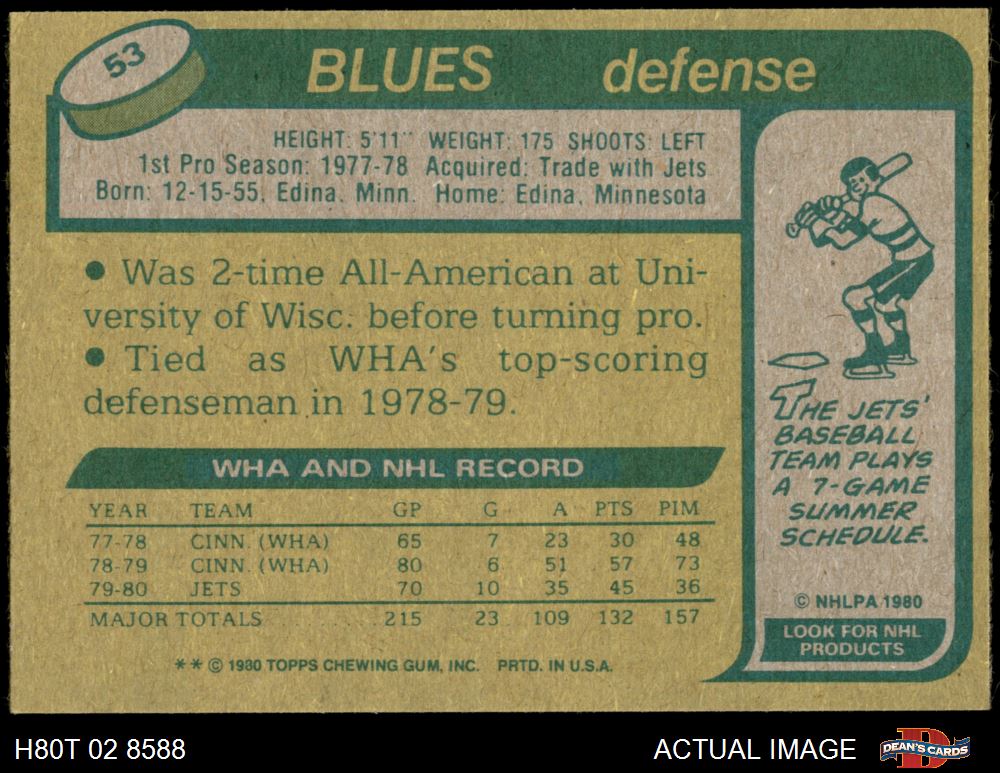 53
BLUES defense
HEIGHT: 5'11" WEIGHT: 175 SHOOTS: LEFT
1st Pro Season: 1977-78 Acquired: Trade with Jets
Born: 12-15-55, Edina. Minn. Home: Edina, Minnesota
• Was 2-time All-American at Uni-
versity of Wisc. before turning pro.
• Tied as WHA's top-scoring
defenseman in 1978-79.
THE JETS'
BASEBALL
TEAM PLAYS
A 7-GAME
SUMMER
SCHEDULE.
WHA AND NHL RECORD
YEAR TEAM GP G A PTS PIM
77-78 CINN. (WHA) 65 7 23 30 48
78-79 CINN. (WHA) 80 6 51 57 73
79-80 JETS 70 10 35 45 36
MAJOR TOTALS 215 23 109 132 157
© NHLPA 1980
LOOK FOR NHL
PRODUCTS
** © 1980 TOPPS CHEWING GUM, INC. PRTD. IN U.S.A.
H80T 02 8588 ACTUAL IMAGE DEAN'S CARDS